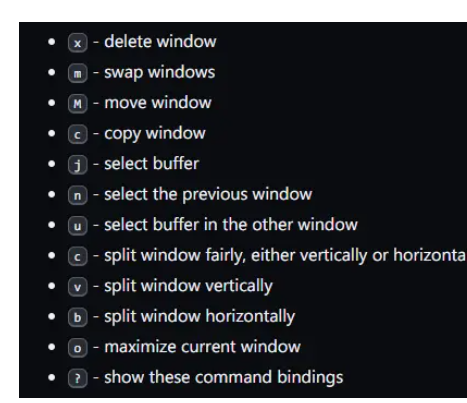 x - delete window
m - swap windows
M - move window
c - copy window
j - select buffer
n - select the previous window
u - select buffer in the other window
c - split window fairly, either vertically or horizonta
v - split window vertically
b - split window horizontally
o - maximize current window
? - show these command bindings